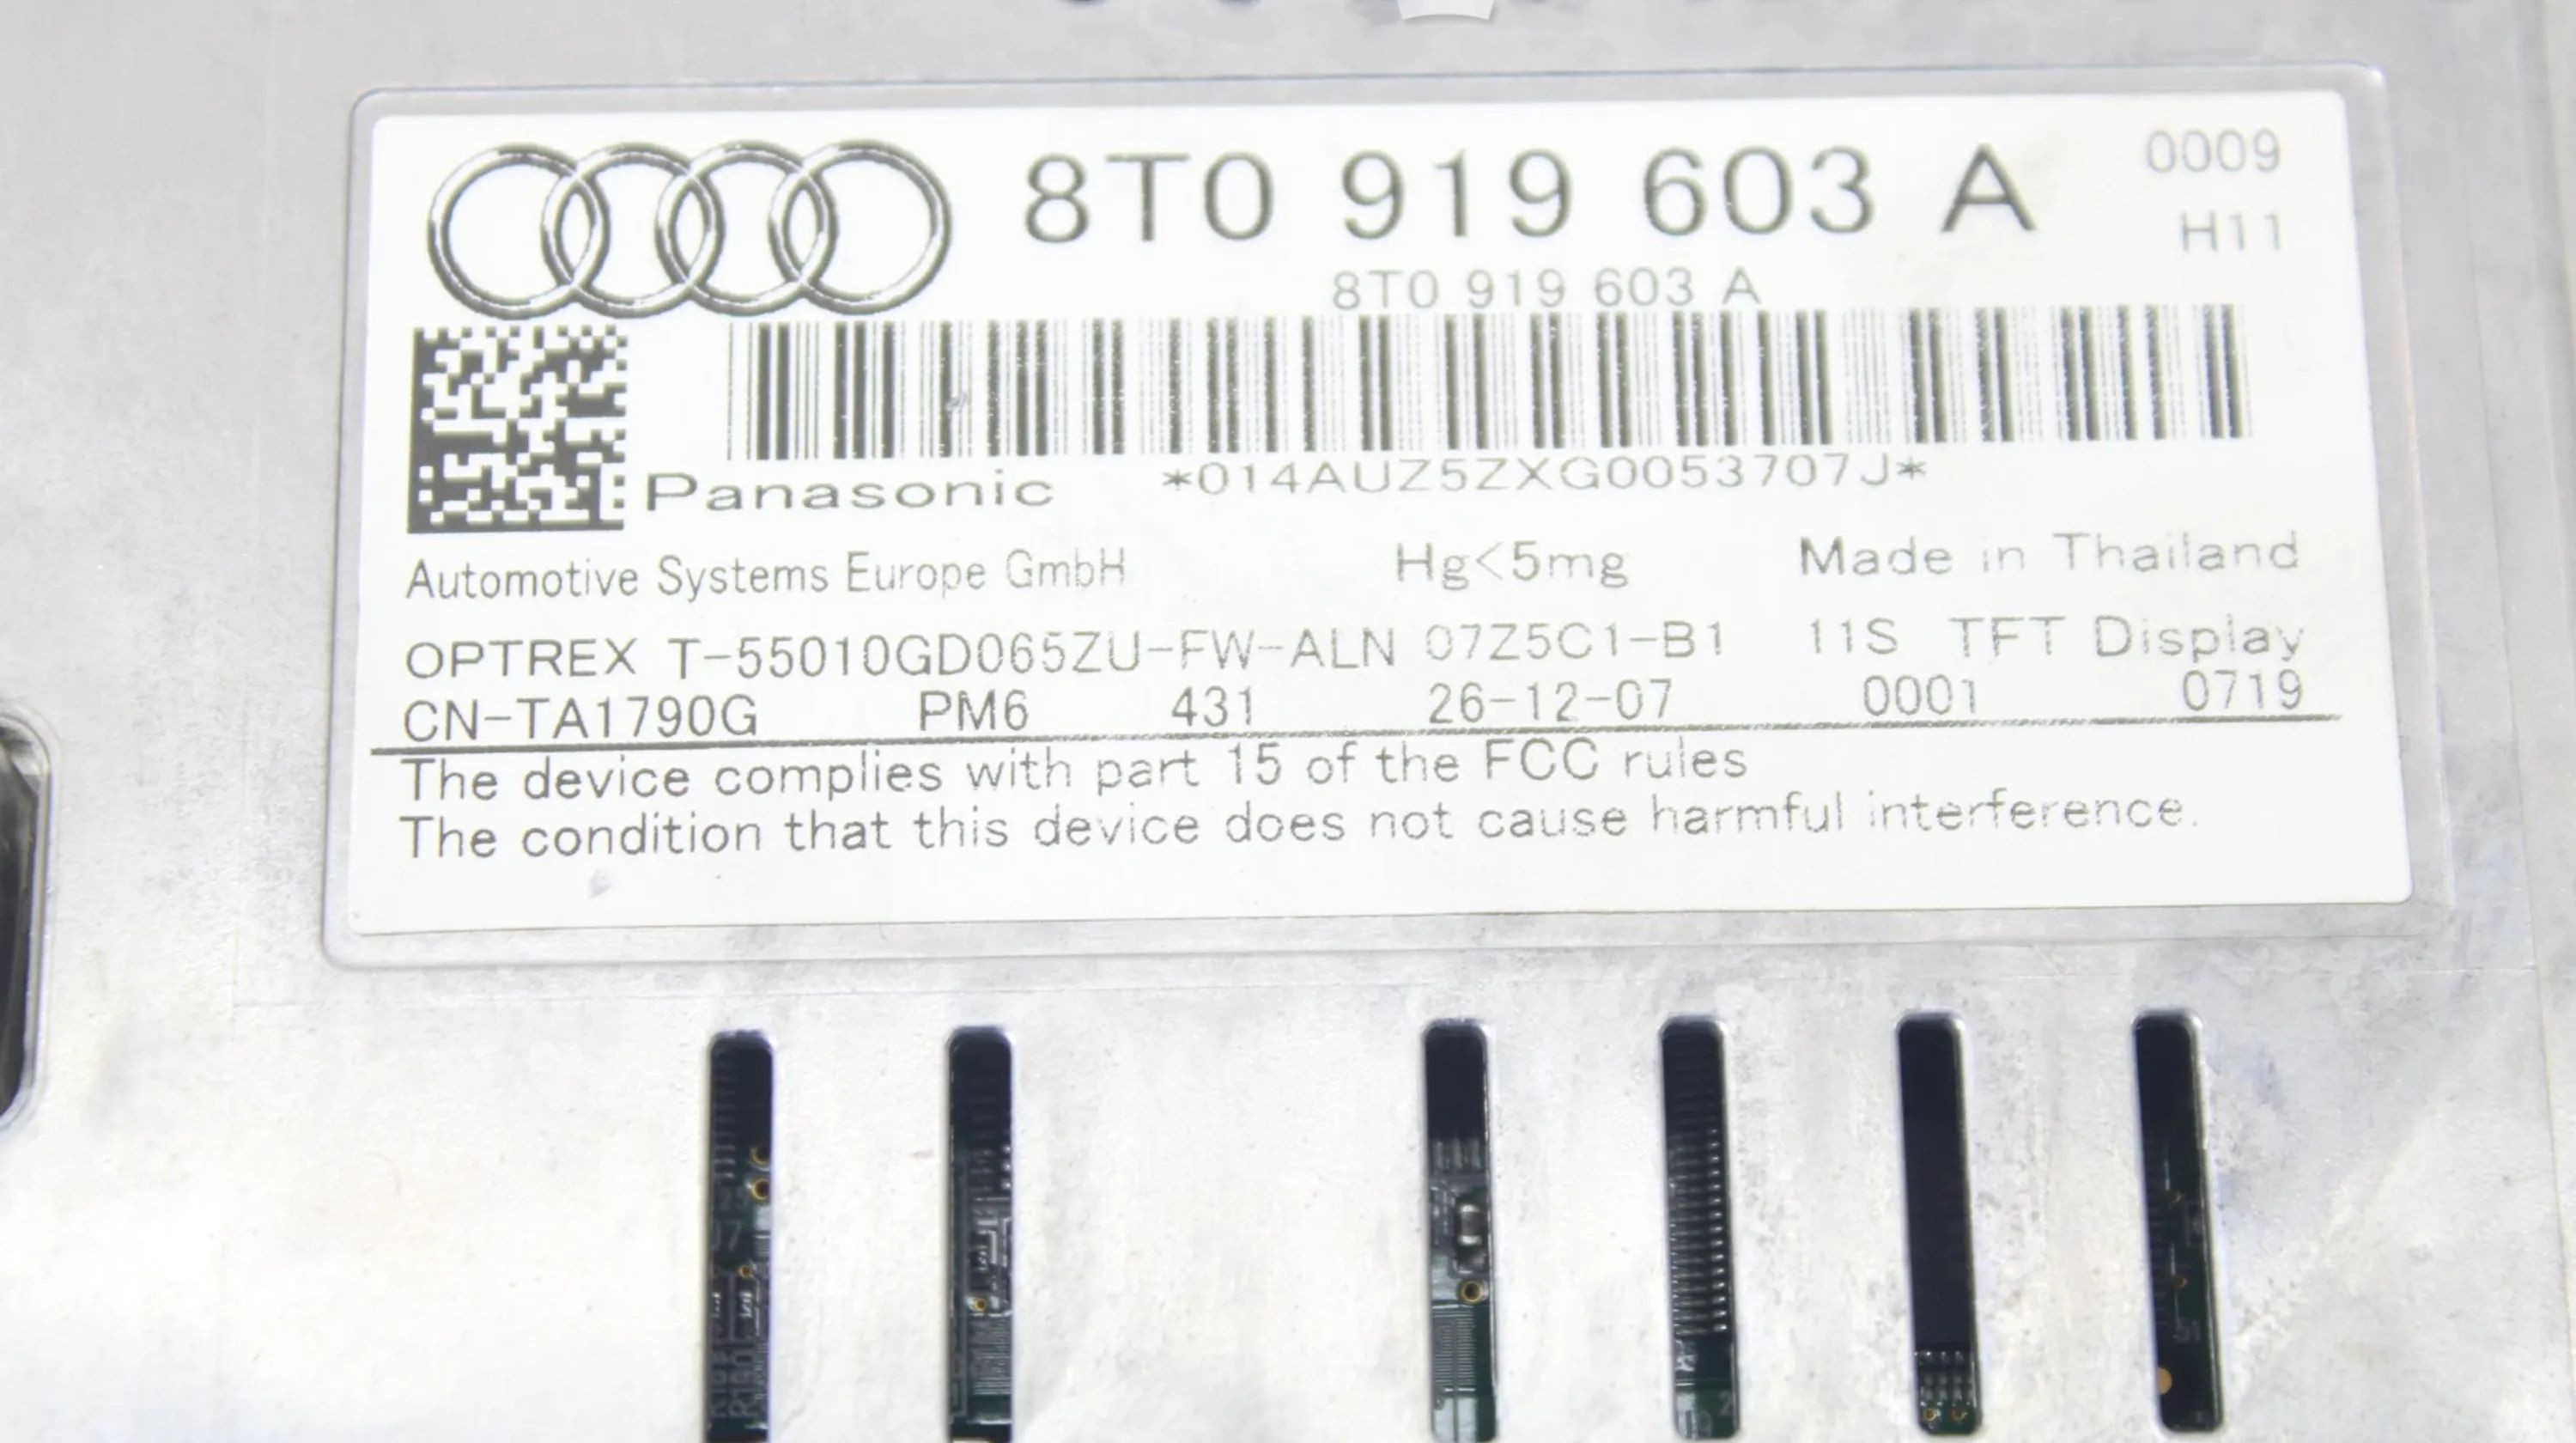 8T0 919 603 A 0009
H11
8T0 919 603 A
Panasonic *014AUZ5ZXG0053707J*
Automotive Systems Europe GmbH Hg<5mg Made in Thailand
OPTREX T-55010GD065ZU-FW-ALN 07Z5C1-B1 11S TFT Display
CN-TA1790G PM6 431 26-12-07 0001 0719
The device complies with part 15 of the FCC rules
The condition that this device does not cause harmful interference.